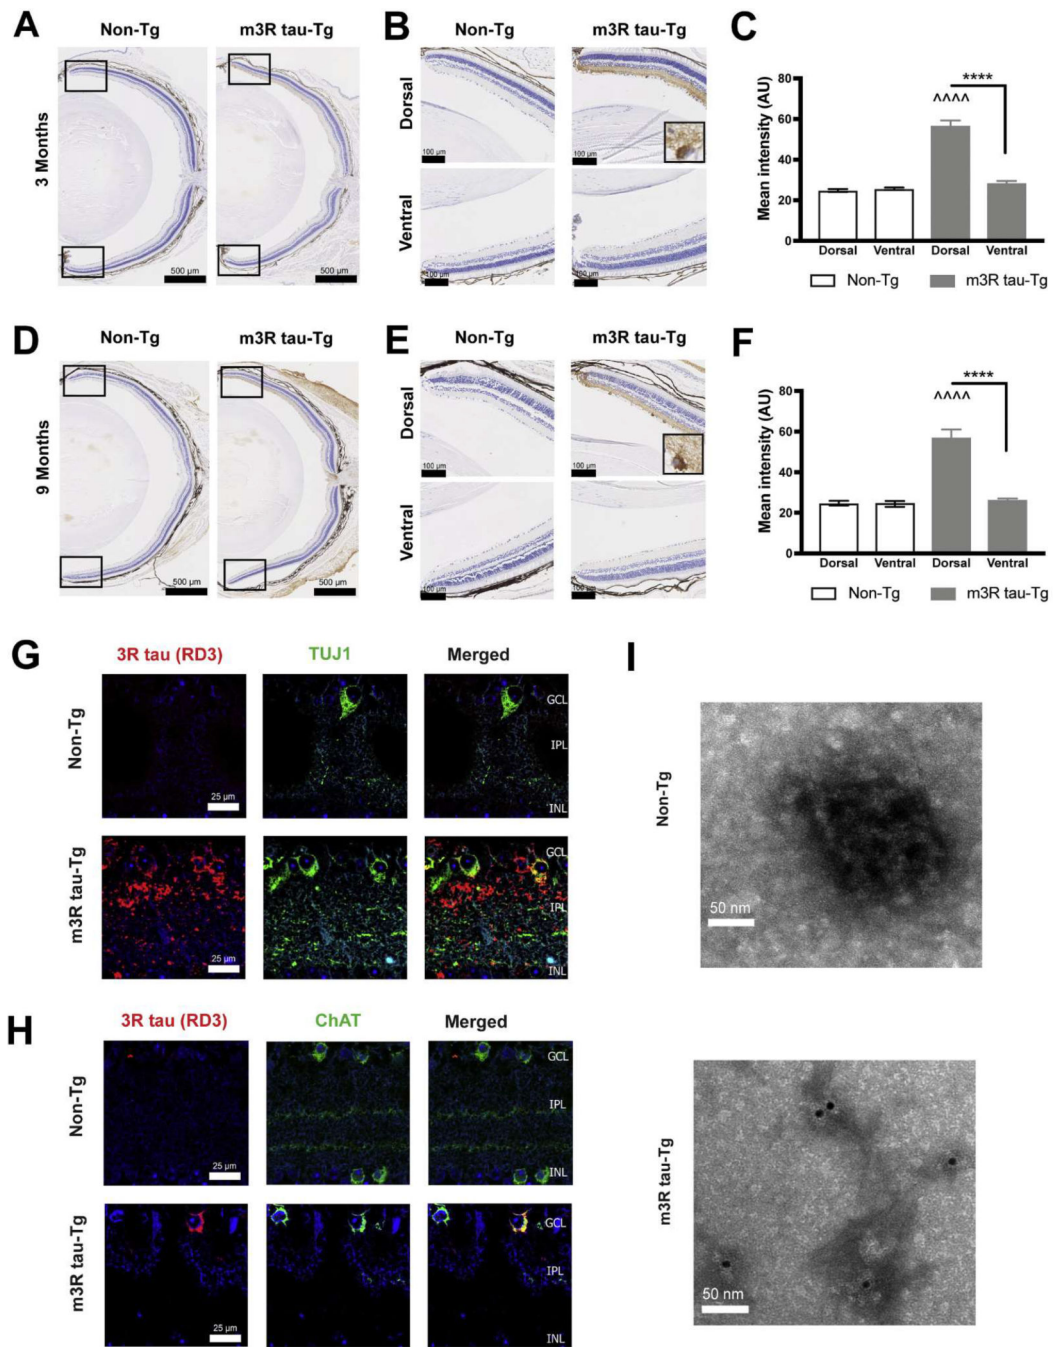 A
Non-Tg
m3R tau-Tg
3 Months
500 µm
500 µm
B
Non-Tg
m3R tau-Tg
Dorsal
100 µm
100 µm
Ventral
100 µm
100 µm
C
Mean intensity (AU)
80
60
40
20
0
^^^^
****
Dorsal Ventral Dorsal Ventral
Non-Tg m3R tau-Tg
D
Non-Tg
m3R tau-Tg
9 Months
500 µm
500 µm
E
Non-Tg
m3R tau-Tg
Dorsal
100 µm
100 µm
Ventral
100 µm
100 µm
F
Mean intensity (AU)
80
60
40
20
0
^^^^
****
Dorsal Ventral Dorsal Ventral
Non-Tg m3R tau-Tg
G
3R tau (RD3) TUJ1 Merged
Non-Tg
25 µm
GCL
IPL
INL
m3R tau-Tg
25 µm
GCL
IPL
INL
H
3R tau (RD3) ChAT Merged
Non-Tg
25 µm
GCL
IPL
INL
m3R tau-Tg
25 µm
GCL
IPL
INL
I
Non-Tg
50 nm
m3R tau-Tg
50 nm